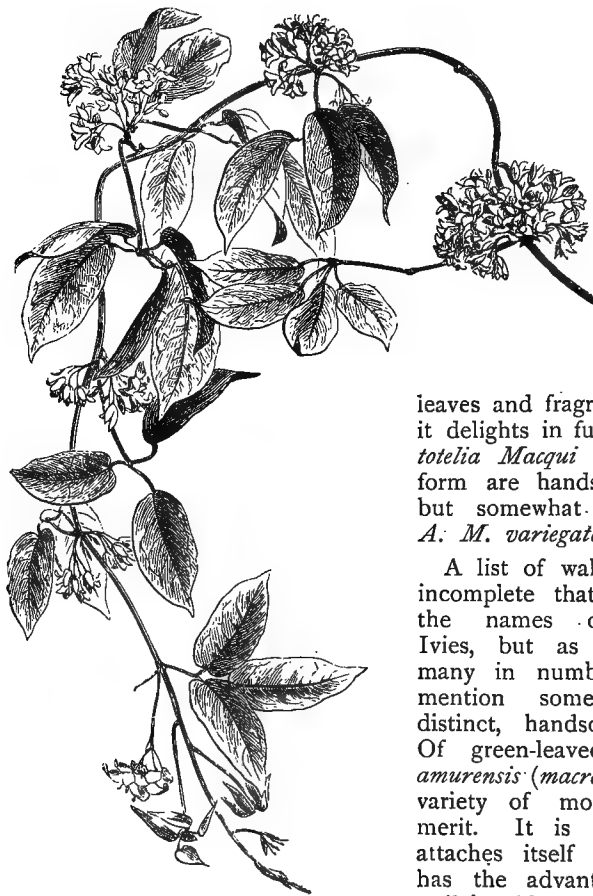 leaves and fragr
it delights in fu
totelia Macqui
form are hands
but somewhat
A. M. variegat
A list of wal
incomplete that
the names o
Ivies, but as
many in numb
mention some
distinct, handso
Of green-leave
amurensis (macr
variety of mo
merit. It is
attaches itself
has the advant